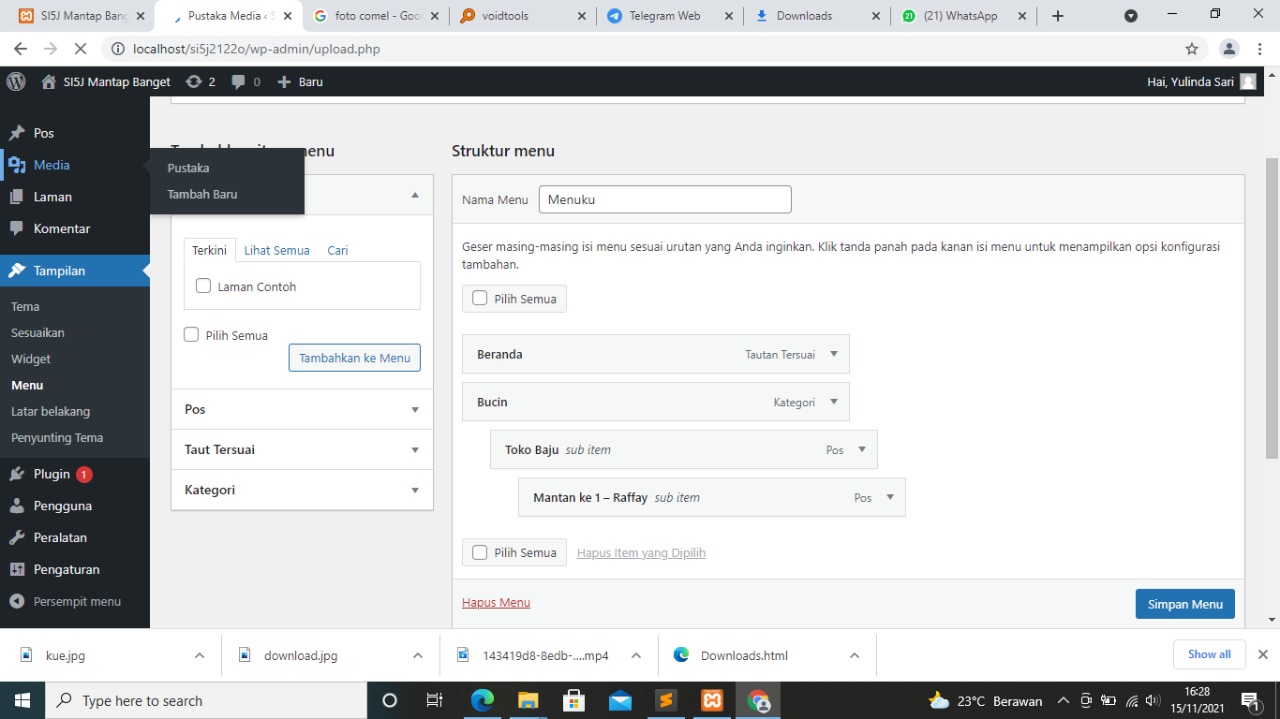 SI5J Mantap Bang
Pustaka Media ‹ S
foto comel - Goo
voidtools
Telegram Web
Downloads
(21) WhatsApp
localhost/si5j2122o/wp-admin/upload.php
SI5J Mantap Banget
2
0
Baru
Hai, Yulinda Sari
Pos
Media
Laman
Komentar
Tampilan
Tema
Sesuaikan
Widget
Menu
Latar belakang
Penyunting Tema
Plugin 1
Pengguna
Peralatan
Pengaturan
Persempit menu
Pustaka
Tambah Baru
menu
Terkini
Lihat Semua
Cari
Laman Contoh
Pilih Semua
Tambahkan ke Menu
Pos
Taut Tersuai
Kategori
Struktur menu
Nama Menu
Menuku
Geser masing-masing isi menu sesuai urutan yang Anda inginkan. Klik tanda panah pada kanan isi menu untuk menampilkan opsi konfigurasi
tambahan.
Pilih Semua
Beranda
Tautan Tersuai
Bucin
Kategori
Toko Baju sub item
Pos
Mantan ke 1 – Raffay sub item
Pos
Pilih Semua
Hapus Item yang Dipilih
Hapus Menu
Simpan Menu
kue.jpg
download.jpg
143419d8-8edb-....mp4
Downloads.html
Show all
Type here to search
23°C Berawan
16:28
15/11/2021
1